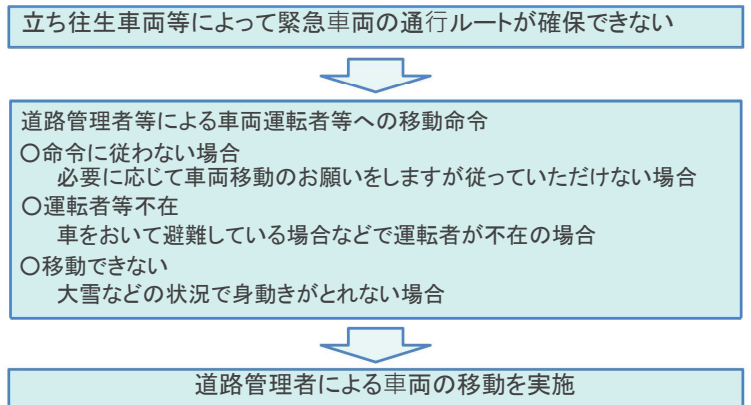 立ち往生車両等によって緊急車両の通行ルートが確保できない
道路管理者等による車両運転者等への移動命令
○命令に従わない場合
必要に応じて車両移動のお願いをしますが従っていただけない場合
○運転者等不在
車をおいて避難している場合などで運転者が不在の場合
○移動できない
大雪などの状況で身動きがとれない場合
道路管理者による車両の移動を実施